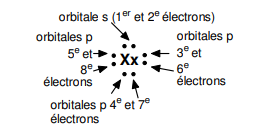 orbitale s (1er et 2e électrons)
orbitales p
5e et
8e
électrons
Xx
orbitales p
3e et
6e
électrons
orbitales p 4e et 7e
électrons